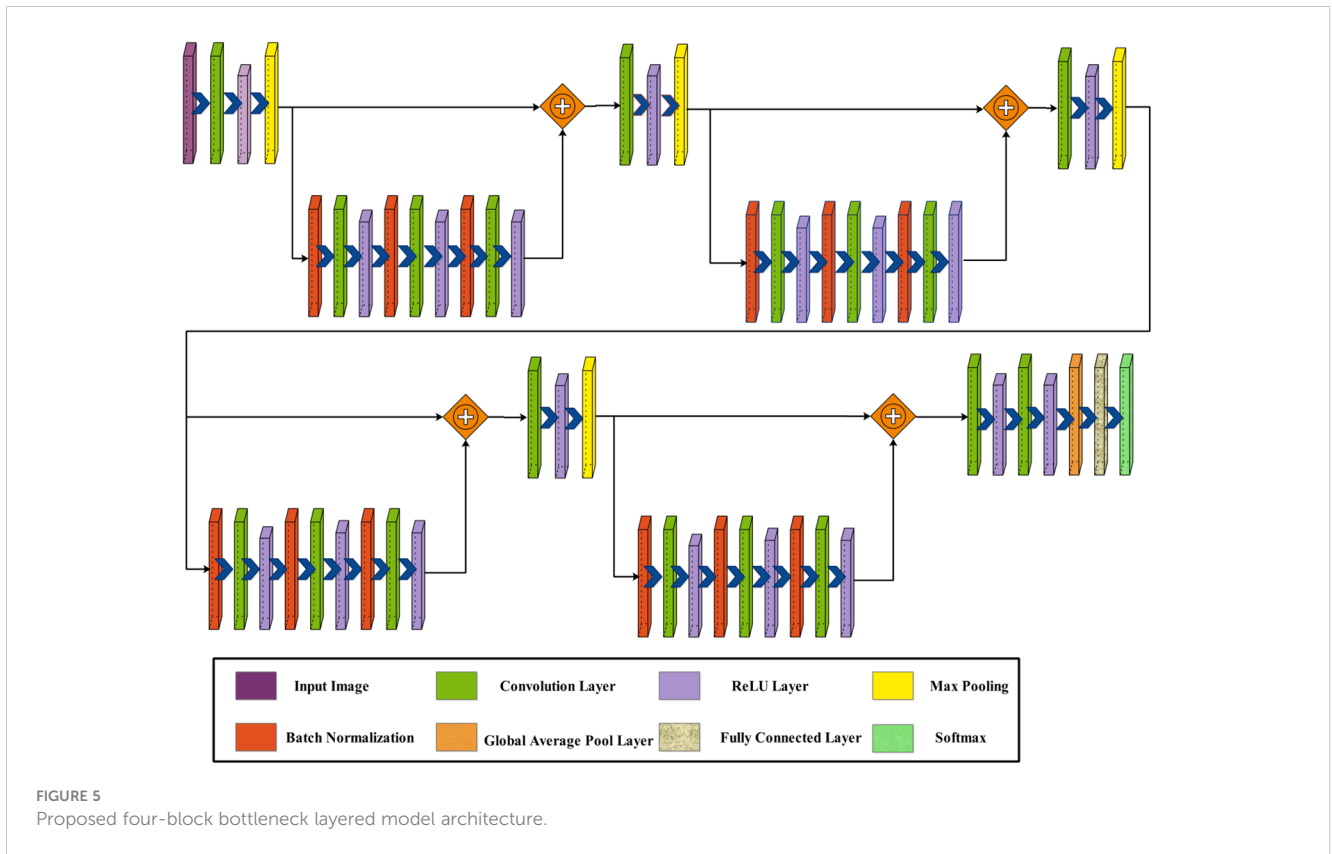 Input Image
Convolution Layer
ReLU Layer
Max Pooling
Batch Normalization
Global Average Pool Layer
Fully Connected Layer
Softmax
FIGURE 5
Proposed four-block bottleneck layered model architecture.